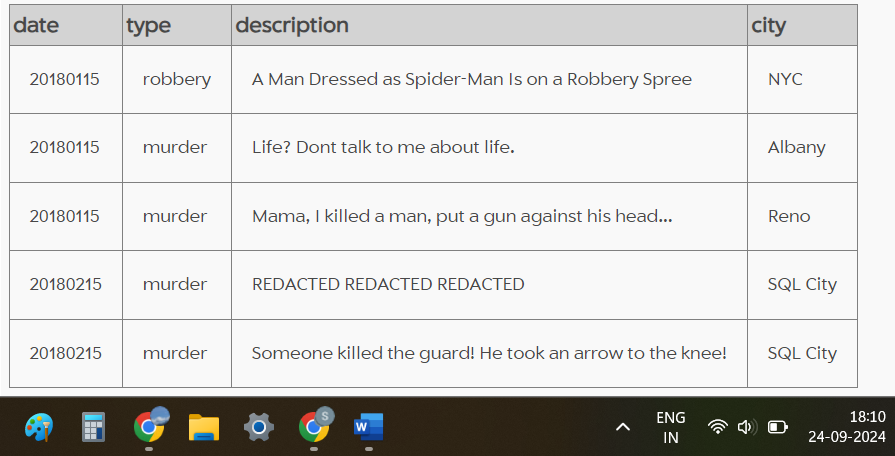 date type description city
20180115 robbery A Man Dressed as Spider-Man Is on a Robbery Spree NYC
20180115 murder Life? Dont talk to me about life. Albany
20180115 murder Mama, I killed a man, put a gun against his head... Reno
20180215 murder REDACTED REDACTED REDACTED SQL City
20180215 murder Someone killed the guard! He took an arrow to the knee! SQL City
S
W
ENG
IN
18:10
24-09-2024